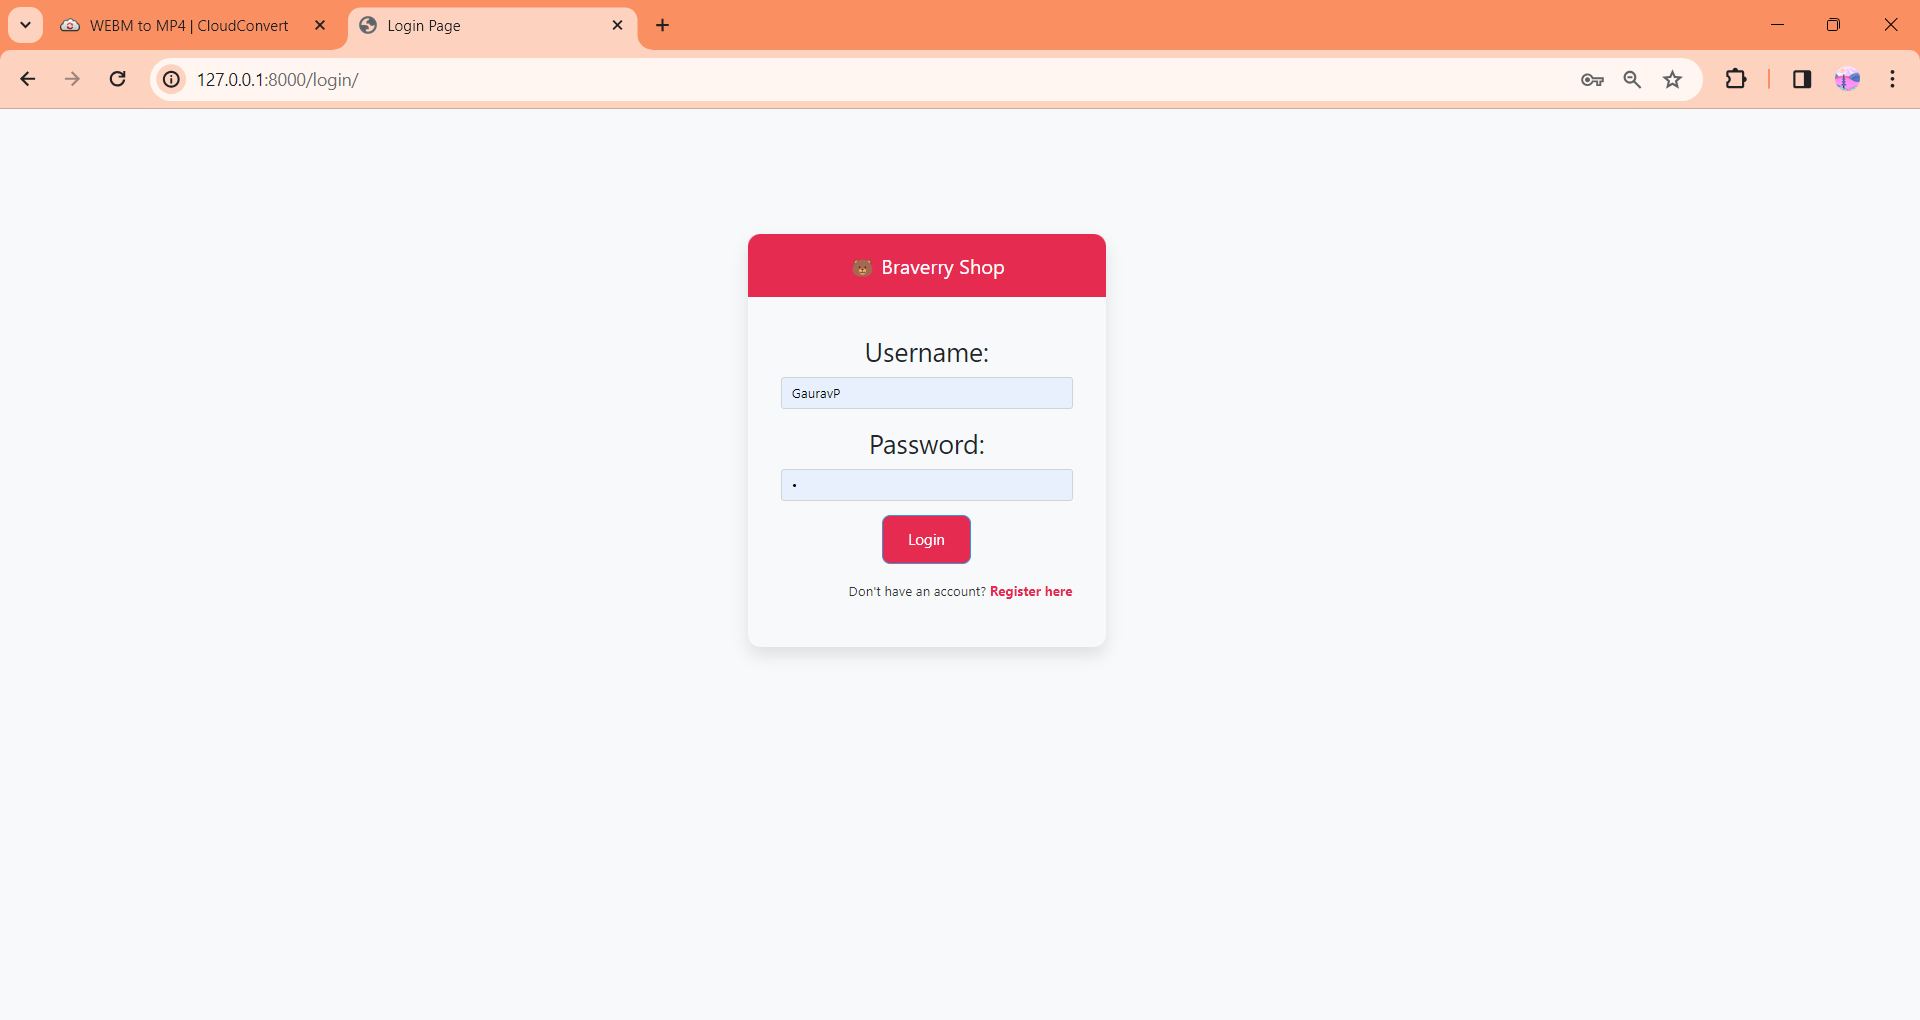 WEBM to MP4 | CloudConvert
Login Page
127.0.0.1:8000/login/
🐻 Braverry Shop
Username:
GauravP
Password:
•
Login
Don't have an account? Register here